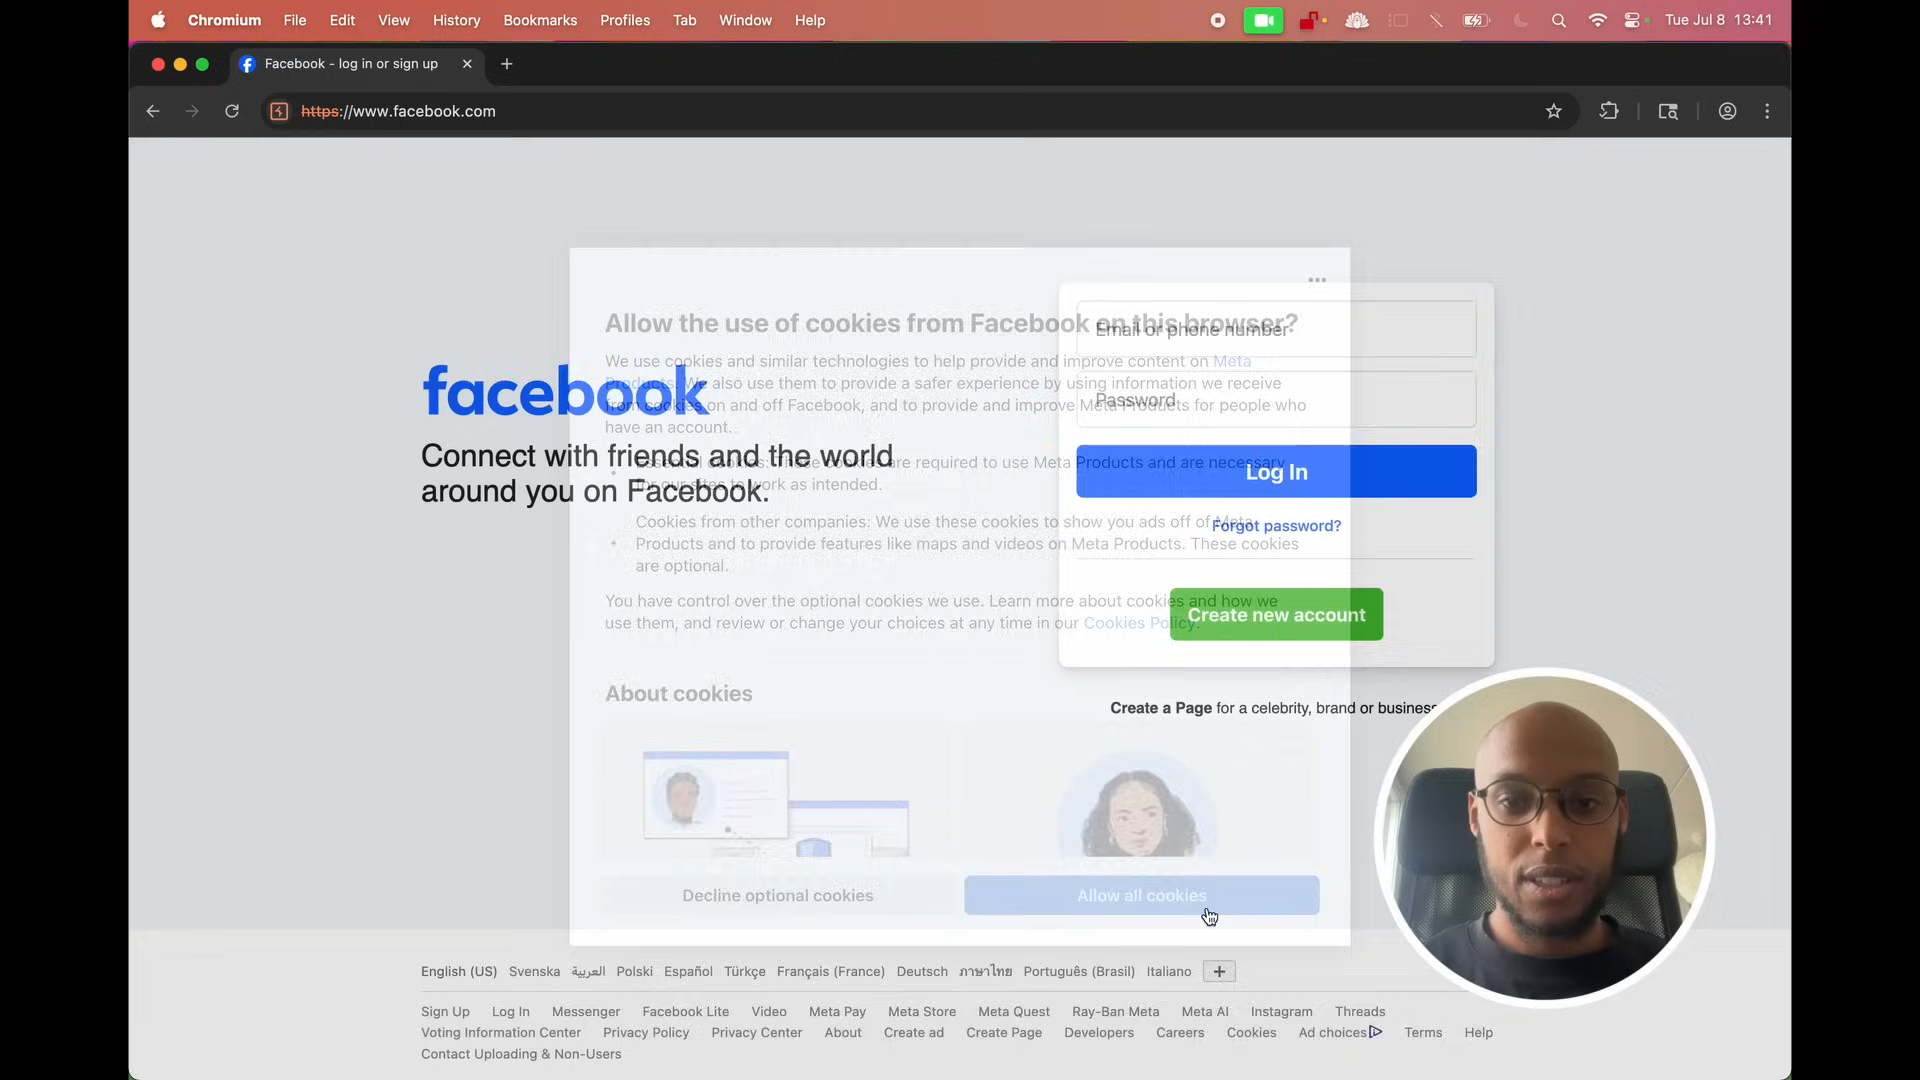 Chromium File Edit View History Bookmarks Profiles Tab Window Help Tue Jul 8 13:41
Facebook - log in or sign up
https://www.facebook.com
Allow the use of cookies from Facebook on this browser?
We use cookies and similar technologies to help provide and improve content on Meta
Products. We also use them to provide a safer experience by using information we receive
from cookies on and off Facebook, and to provide and improve Meta Products for people who
have an account.
Essential cookies: These cookies are required to use Meta Products and are necessary
for our sites to work as intended.
Cookies from other companies: We use these cookies to show you ads off of Meta
Products and to provide features like maps and videos on Meta Products. These cookies
are optional.
You have control over the optional cookies we use. Learn more about cookies and how we
use them, and review or change your choices at any time in our Cookies Policy.
About cookies
Decline optional cookies
Allow all cookies
facebook
Connect with friends and the world
around you on Facebook.
Email or phone number
Password
Log In
Forgot password?
Create new account
Create a Page for a celebrity, brand or business
English (US) Svenska العربية Polski Español Türkçe Français (France) Deutsch ภาษาไทย Português (Brasil) Italiano
Sign Up Log In Messenger Facebook Lite Video Meta Pay Meta Store Meta Quest Ray-Ban Meta Meta AI Instagram Threads
Voting Information Center Privacy Policy Privacy Center About Create ad Create Page Developers Careers Cookies Ad choices Terms Help
Contact Uploading & Non-Users